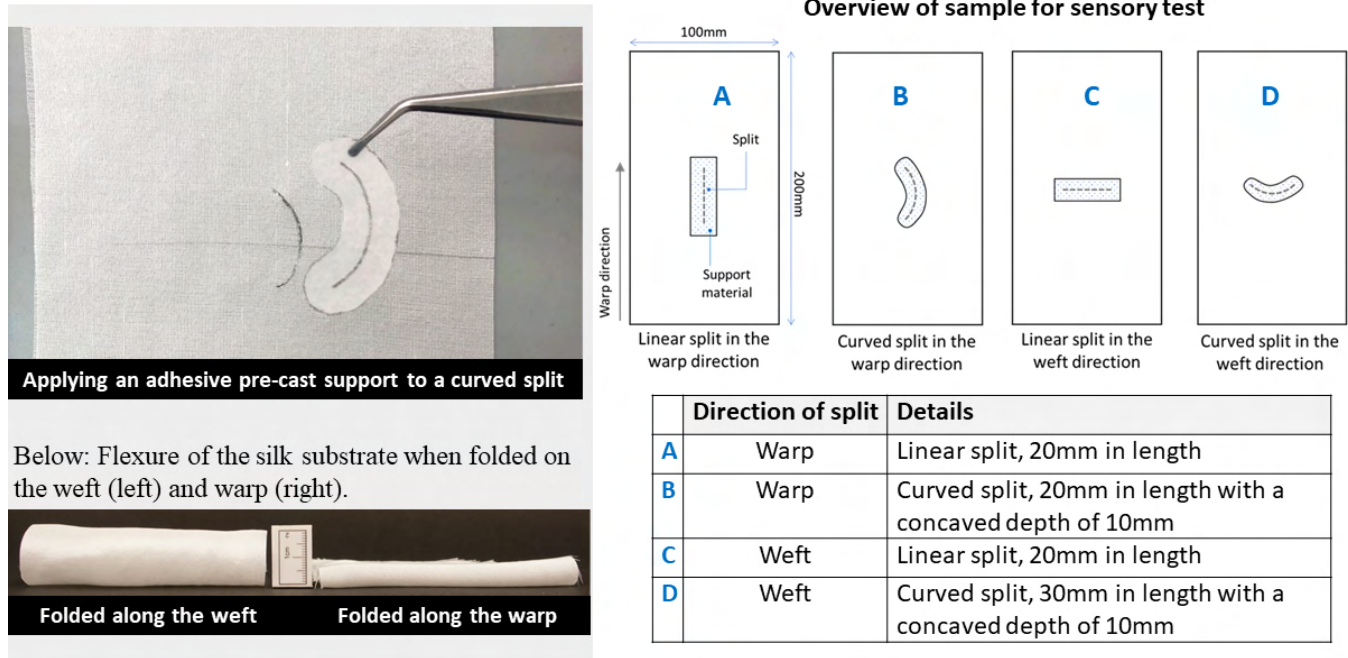 Applying an adhesive pre-cast support to a curved split
Below: Flexure of the silk substrate when folded on
the weft (left) and warp (right).
Folded along the weft
Folded along the warp
Overview of sample for sensory test
100mm
A
B
C
D
Split
200mm
Warp direction
Support
material
Linear split in the
warp direction
Curved split in the
warp direction
Linear split in the
weft direction
Curved split in the
weft direction
Direction of split Details
A Warp Linear split, 20mm in length
B Warp Curved split, 20mm in length with a
concaved depth of 10mm
C Weft Linear split, 20mm in length
D Weft Curved split, 30mm in length with a
concaved depth of 10mm